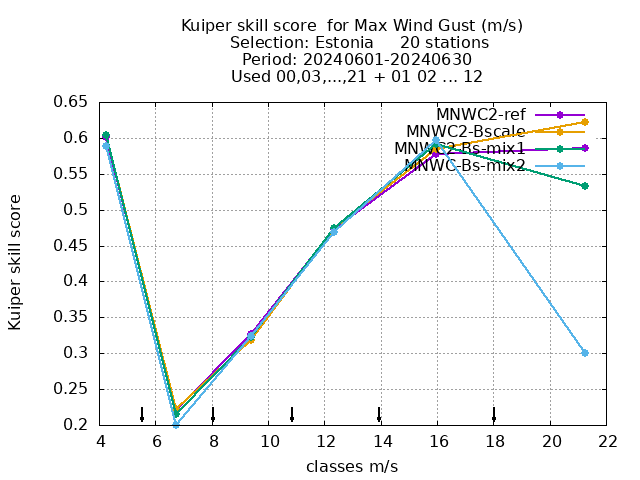 Kuiper skill score  for Max Wind Gust (m/s)
Selection: Estonia     20 stations
Period: 20240601-20240630
Used 00,03,...,21 + 01 02 ... 12
MNWC2-ref
MNWC2-Bscale
MNWC2-Bs-mix1
MNWC-Bs-mix2
0.65
0.6
0.55
0.5
0.45
0.4
0.35
0.3
0.25
0.2
Kuiper skill score
4 6 8 10 12 14 16 18 20 22
classes m/s